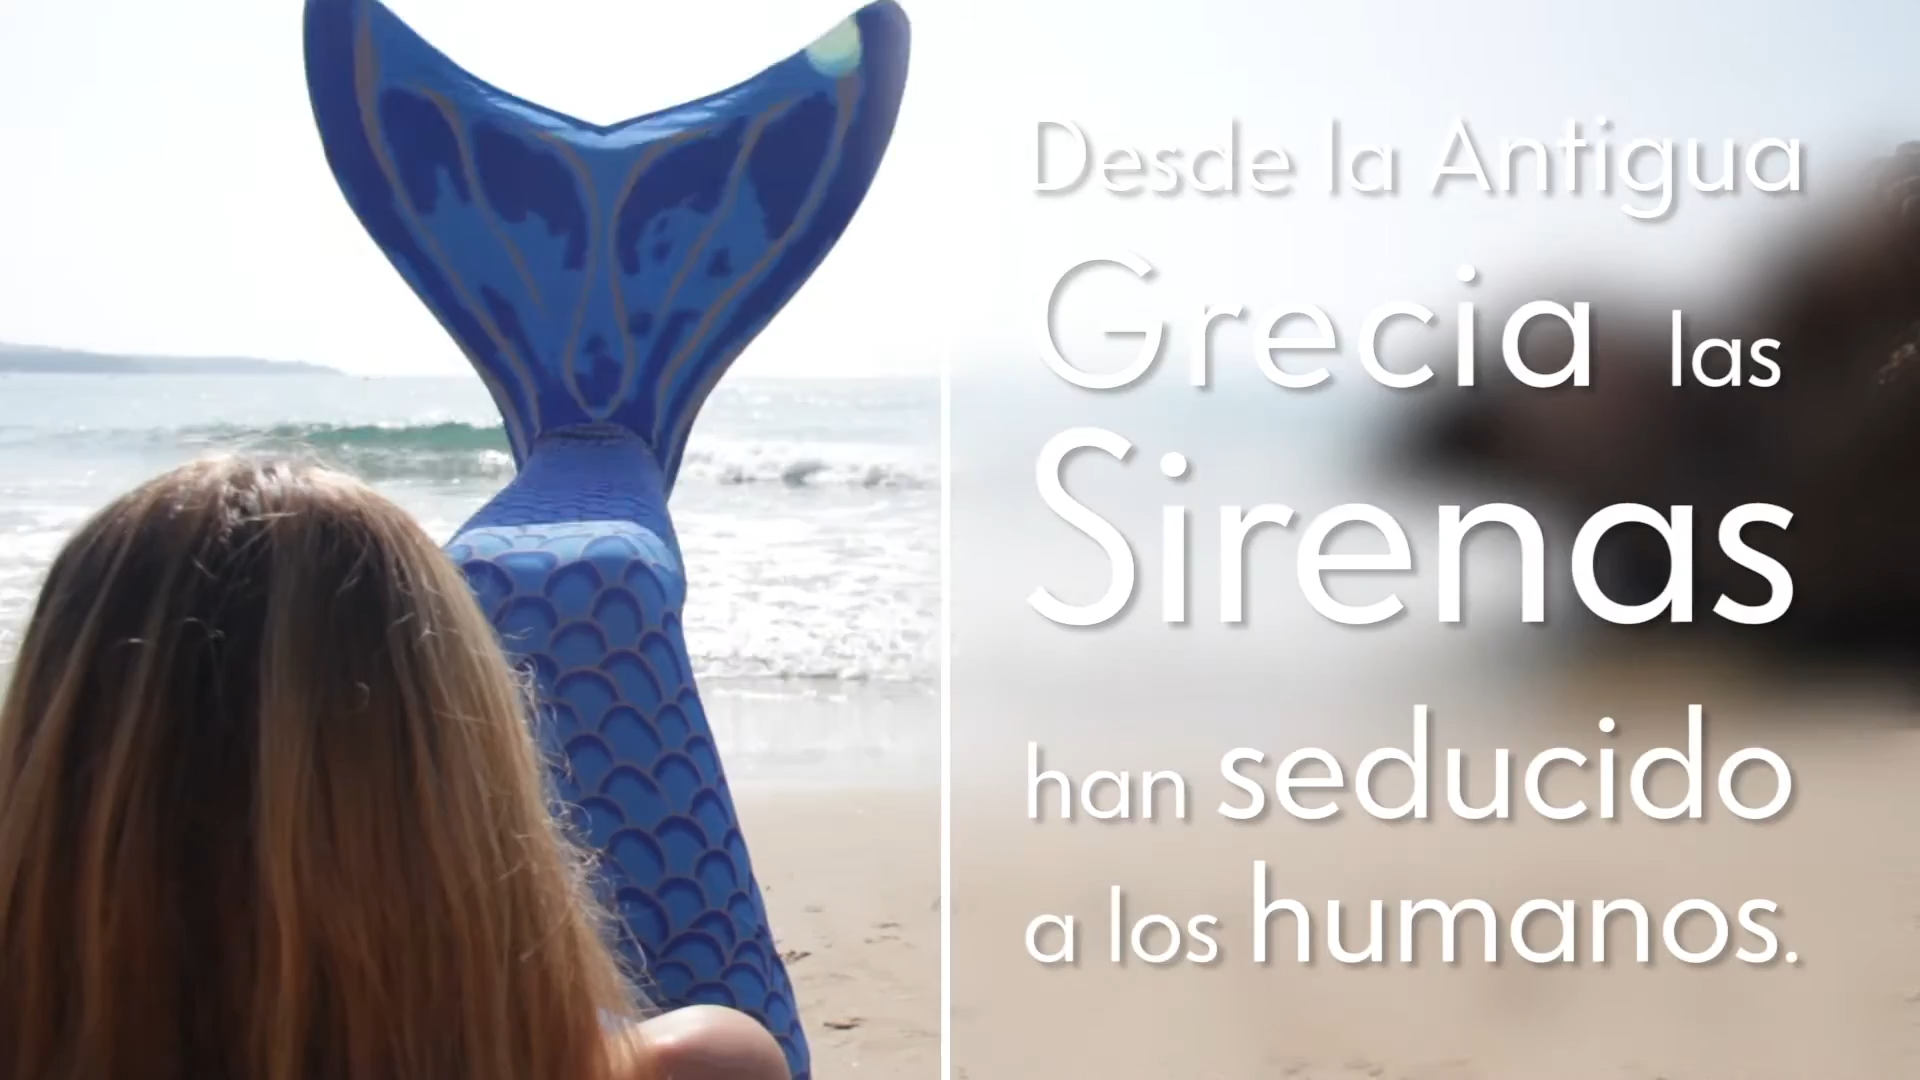 Desde la Antigua
Grecia las
Sirenas
han seducido
a los humanos.